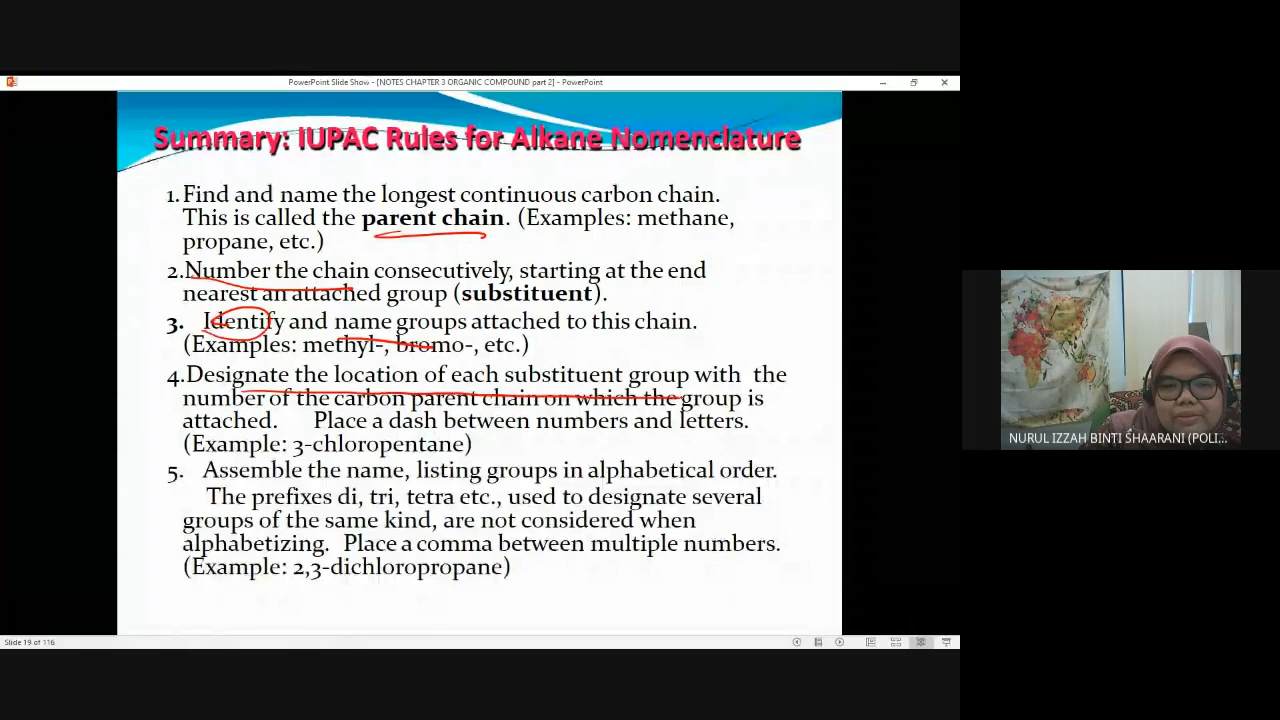 PowerPoint Slide Show - [NOTES CHAPTER 3 ORGANIC COMPOUND part 2] - PowerPoint
Summary: IUPAC Rules for Alkane Nomenclature
1. Find and name the longest continuous carbon chain.
This is called the parent chain. (Examples: methane,
propane, etc.)
2.Number the chain consecutively, starting at the end
nearest an attached group (substituent).
3. Identify and name groups attached to this chain.
(Examples: methyl-, bromo-, etc.)
4.Designate the location of each substituent group with the
number of the carbon parent chain on which the group is
attached. Place a dash between numbers and letters.
(Example: 3-chloropentane)
5. Assemble the name, listing groups in alphabetical order.
The prefixes di, tri, tetra etc., used to designate several
groups of the same kind, are not considered when
alphabetizing. Place a comma between multiple numbers.
(Example: 2,3-dichloropropane)
Slide 19 of 116
NURUL IZZAH BINTI SHAARANI (POLI...